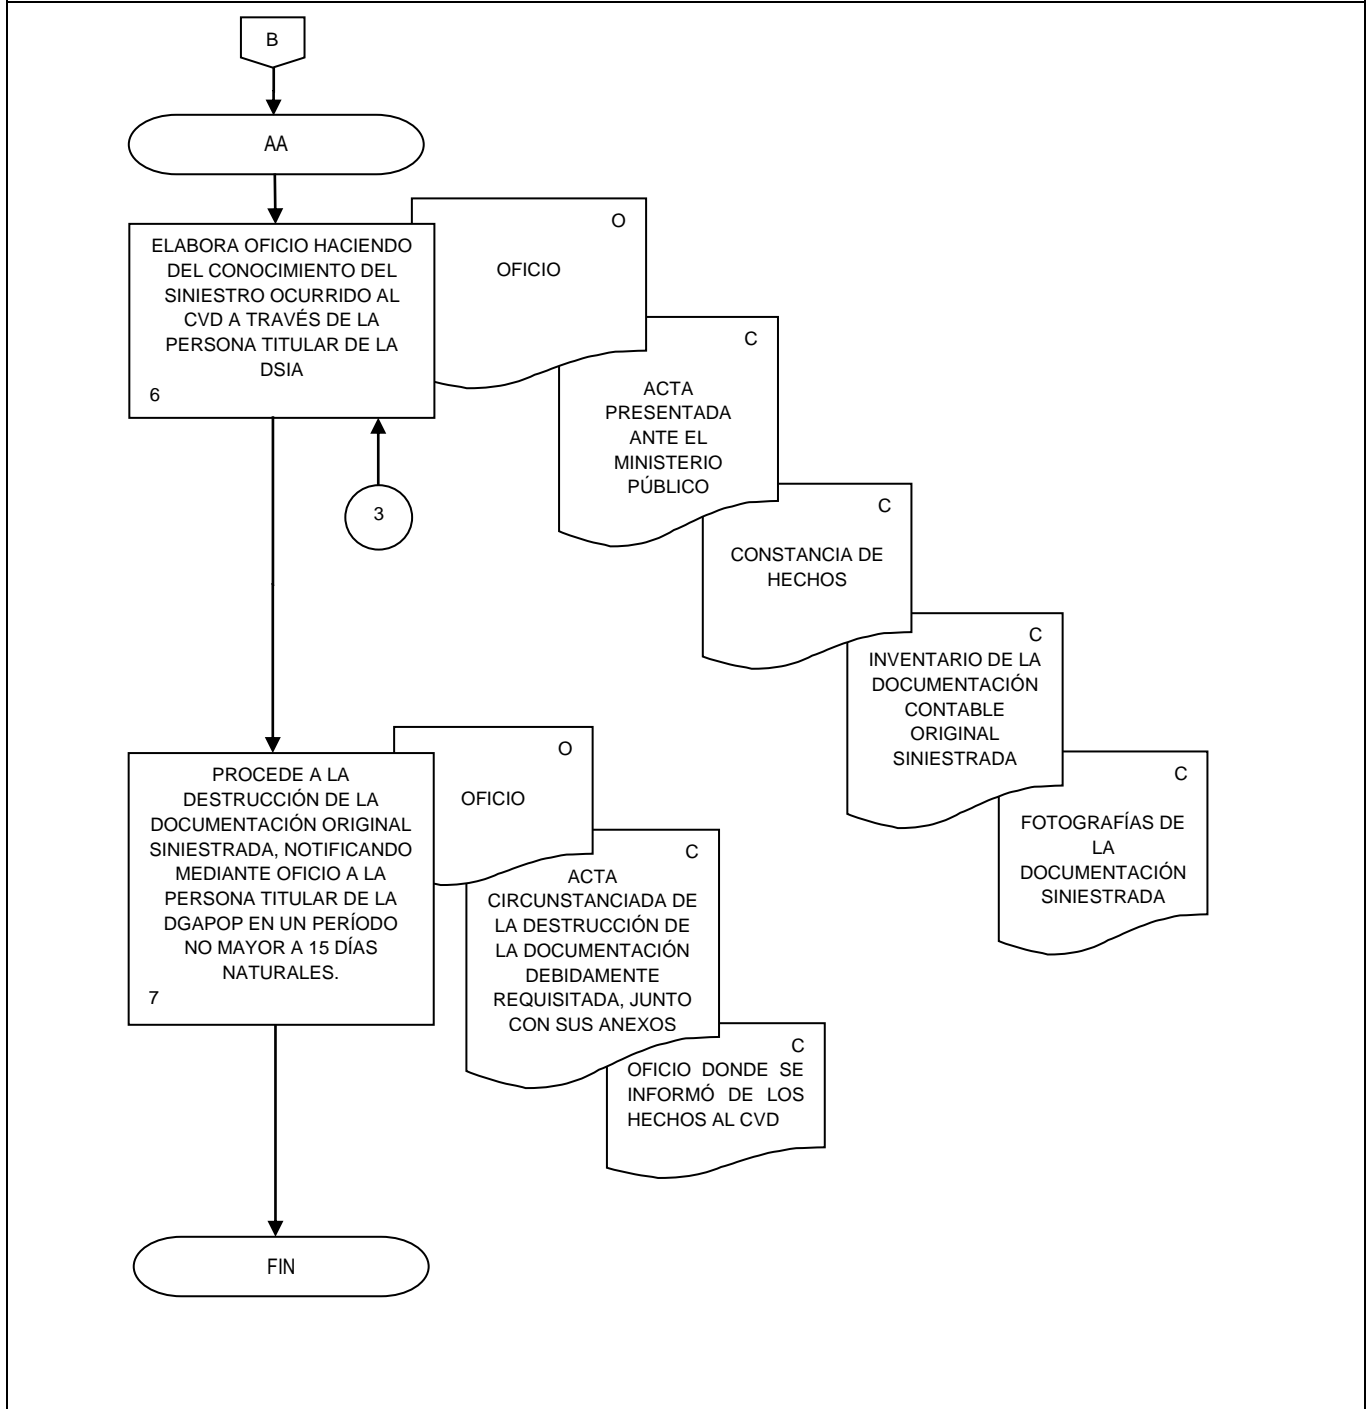 B
AA
ELABORA OFICIO HACIENDO
DEL CONOCIMIENTO DEL
SINIESTRO OCURRIDO AL
CVD A TRAVÉS DE LA
PERSONA TITULAR DE LA
DSIA
6
O
OFICIO
C
ACTA
PRESENTADA
ANTE EL
MINISTERIO
PÚBLICO
3
C
CONSTANCIA DE
HECHOS
C
INVENTARIO DE LA
DOCUMENTACIÓN
CONTABLE
ORIGINAL
SINIESTRADA
C
FOTOGRAFÍAS DE
LA
DOCUMENTACIÓN
SINIESTRADA
PROCEDE A LA
DESTRUCCIÓN DE LA
DOCUMENTACIÓN ORIGINAL
SINIESTRADA, NOTIFICANDO
MEDIANTE OFICIO A LA
PERSONA TITULAR DE LA
DGAPOP EN UN PERÍODO
NO MAYOR A 15 DÍAS
NATURALES.
7
O
OFICIO
C
ACTA
CIRCUNSTANCIADA DE
LA DESTRUCCIÓN DE
LA DOCUMENTACIÓN
DEBIDAMENTE
REQUISITADA, JUNTO
CON SUS ANEXOS
C
OFICIO DONDE SE
INFORMÓ DE LOS
HECHOS AL CVD
FIN